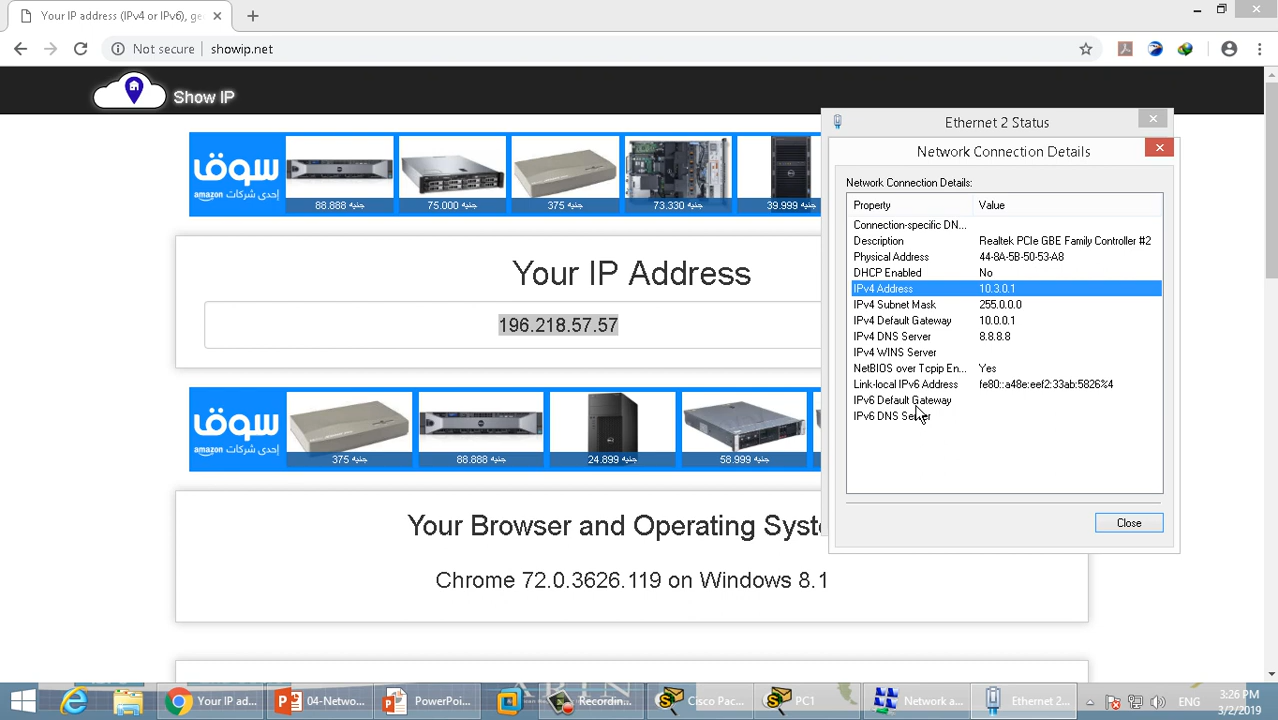 Your IP address (IPv4 or IPv6), ge
Not secure
showip.net
Show IP
سوق
amazon إحدى شركات
88.888 جنيه
75.000 جنيه
375 جنيه
73.330 جنيه
39.999 جنيه
Your IP Address
196.218.57.57
سوق
amazon إحدى شركات
375 جنيه
88.888 جنيه
24.899 جنيه
58.999 جنيه
Your Browser and Operating Syst
Chrome 72.0.3626.119 on Windows 8.1
Ethernet 2 Status
Network Connection Details
Network Connection Details:
Property Value
Connection-specific DN...
Description Realtek PCIe GBE Family Controller #2
Physical Address 44-8A-5B-50-53-A8
DHCP Enabled No
IPv4 Address 10.3.0.1
IPv4 Subnet Mask 255.0.0.0
IPv4 Default Gateway 10.0.0.1
IPv4 DNS Server 8.8.8.8
IPv4 WINS Server
NetBIOS over Tcpip En... Yes
Link-local IPv6 Address fe80::a48e:eef2:33ab:5826%4
IPv6 Default Gateway
IPv6 DNS Server
Close
Your IP ad...
04-Netwo...
PowerPoi...
Recordin...
Cisco Pac...
PC1
Network a...
Ethernet 2...
ENG
3:26 PM
3/2/2019